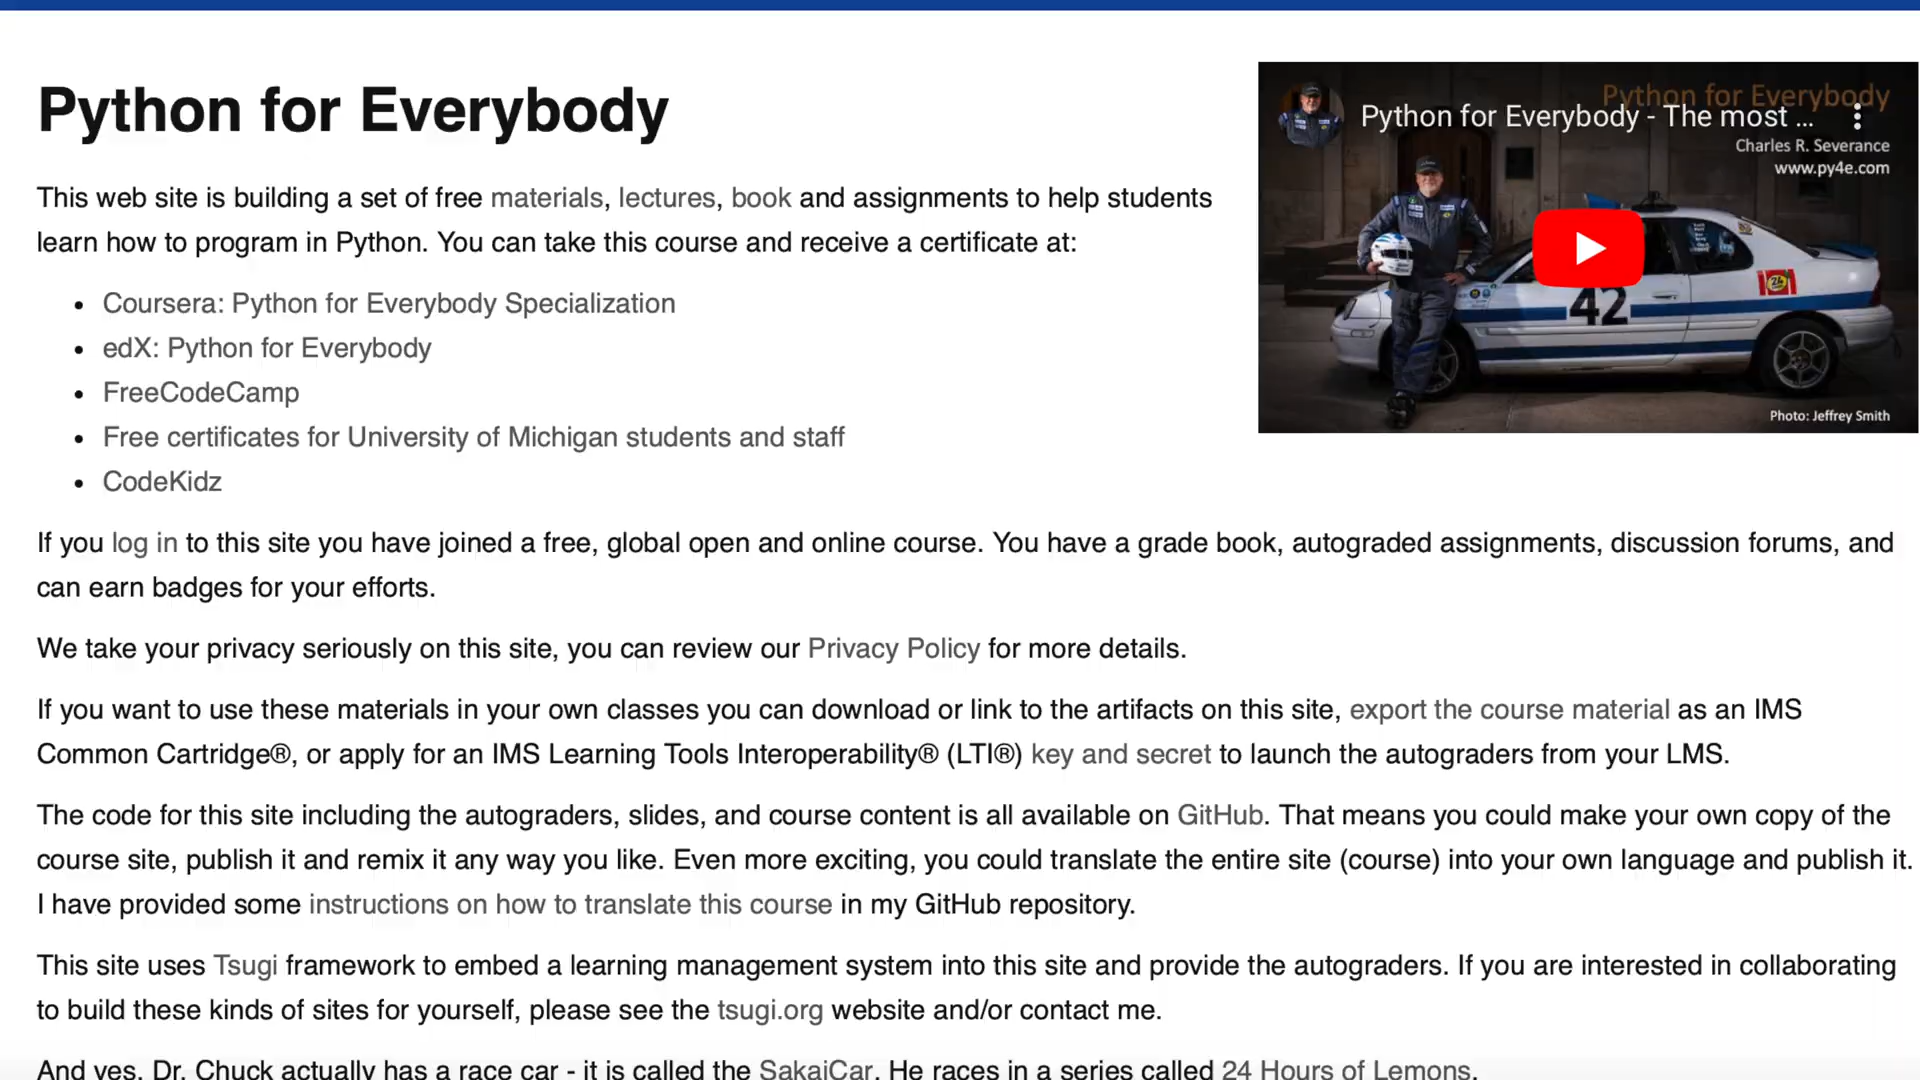 Python for Everybody
This web site is building a set of free materials, lectures, book and assignments to help students
learn how to program in Python. You can take this course and receive a certificate at:
• Coursera: Python for Everybody Specialization
• edX: Python for Everybody
• FreeCodeCamp
• Free certificates for University of Michigan students and staff
• CodeKidz
Python for Everybody
Python for Everybody - The most ...
Charles R. Severance
www.py4e.com
42
Photo: Jeffrey Smith
If you log in to this site you have joined a free, global open and online course. You have a grade book, autograded assignments, discussion forums, and
can earn badges for your efforts.
We take your privacy seriously on this site, you can review our Privacy Policy for more details.
If you want to use these materials in your own classes you can download or link to the artifacts on this site, export the course material as an IMS
Common Cartridge®, or apply for an IMS Learning Tools Interoperability® (LTI®) key and secret to launch the autograders from your LMS.
The code for this site including the autograders, slides, and course content is all available on GitHub. That means you could make your own copy of the
course site, publish it and remix it any way you like. Even more exciting, you could translate the entire site (course) into your own language and publish it.
I have provided some instructions on how to translate this course in my GitHub repository.
This site uses Tsugi framework to embed a learning management system into this site and provide the autograders. If you are interested in collaborating
to build these kinds of sites for yourself, please see the tsugi.org website and/or contact me.
And yes, Dr. Chuck actually has a race car - it is called the SakaiCar. He races in a series called 24 Hours of Lemons.